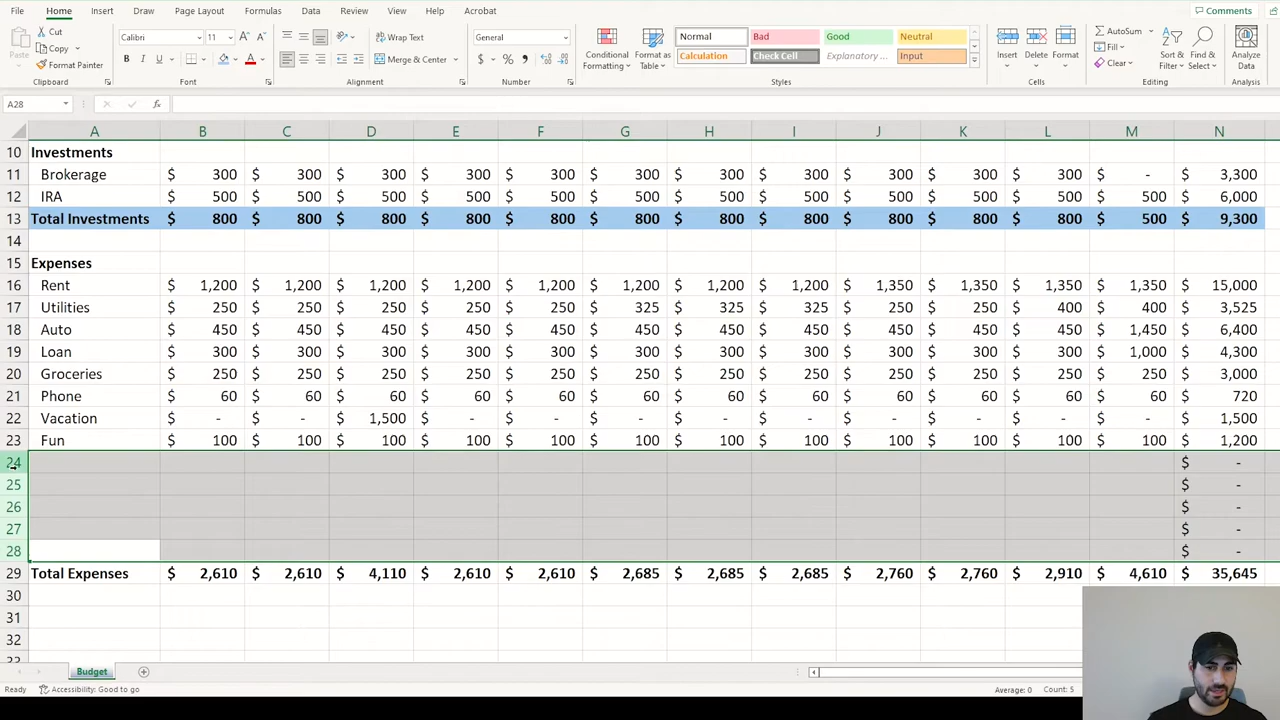 File Home Insert Draw Page Layout Formulas Data Review View Help Acrobat Comments
Paste Cut Copy Format Painter Clipboard
Calibri 11 B I U A Font
Wrap Text Merge & Center Alignment
General $ % Number
Conditional Formatting Format as Table
Normal Bad Good Neutral
Calculation Check Cell Explanatory ... Input
Styles
Insert Delete Format Cells
AutoSum Fill Clear Sort & Filter Find & Select Editing
Analyze Data Analysis
A28 fx
A B C D E F G H I J K L M N
10 Investments
11 Brokerage $ 300 $ 300 $ 300 $ 300 $ 300 $ 300 $ 300 $ 300 $ 300 $ 300 $ 300 $ - $ 3,300
12 IRA $ 500 $ 500 $ 500 $ 500 $ 500 $ 500 $ 500 $ 500 $ 500 $ 500 $ 500 $ 500 $ 6,000
13 Total Investments $ 800 $ 800 $ 800 $ 800 $ 800 $ 800 $ 800 $ 800 $ 800 $ 800 $ 800 $ 500 $ 9,300
14
15 Expenses
16 Rent $ 1,200 $ 1,200 $ 1,200 $ 1,200 $ 1,200 $ 1,200 $ 1,200 $ 1,200 $ 1,350 $ 1,350 $ 1,350 $ 1,350 $ 15,000
17 Utilities $ 250 $ 250 $ 250 $ 250 $ 250 $ 325 $ 325 $ 325 $ 250 $ 250 $ 400 $ 400 $ 3,525
18 Auto $ 450 $ 450 $ 450 $ 450 $ 450 $ 450 $ 450 $ 450 $ 450 $ 450 $ 450 $ 1,450 $ 6,400
19 Loan $ 300 $ 300 $ 300 $ 300 $ 300 $ 300 $ 300 $ 300 $ 300 $ 300 $ 300 $ 1,000 $ 4,300
20 Groceries $ 250 $ 250 $ 250 $ 250 $ 250 $ 250 $ 250 $ 250 $ 250 $ 250 $ 250 $ 250 $ 3,000
21 Phone $ 60 $ 60 $ 60 $ 60 $ 60 $ 60 $ 60 $ 60 $ 60 $ 60 $ 60 $ 60 $ 720
22 Vacation $ - $ - $ 1,500 $ - $ - $ - $ - $ - $ - $ - $ - $ - $ 1,500
23 Fun $ 100 $ 100 $ 100 $ 100 $ 100 $ 100 $ 100 $ 100 $ 100 $ 100 $ 100 $ 100 $ 1,200
24 $ -
25 $ -
26 $ -
27 $ -
28 $ -
29 Total Expenses $ 2,610 $ 2,610 $ 4,110 $ 2,610 $ 2,610 $ 2,685 $ 2,685 $ 2,685 $ 2,760 $ 2,760 $ 2,910 $ 4,610 $ 35,645
30
31
32
Budget
Ready Accessibility: Good to go Average: 0 Count: 5